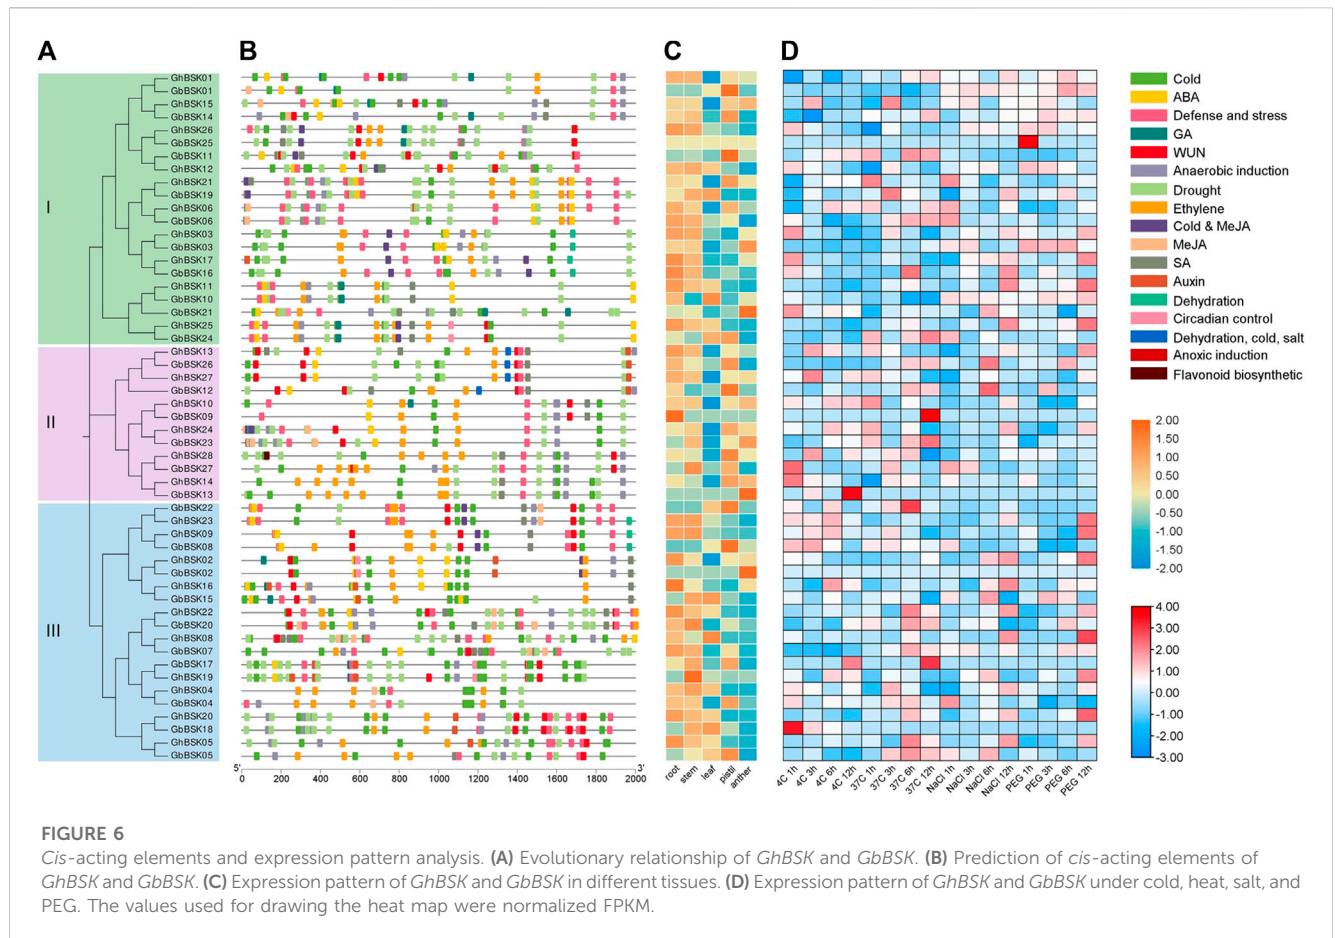 A
B
C
D
I
II
III
GhBSK01
GbBSK01
GhBSK15
GbBSK14
GhBSK26
GbBSK25
GbBSK11
GhBSK12
GhBSK21
GbBSK19
GhBSK06
GbBSK06
GhBSK03
GbBSK03
GhBSK17
GbBSK16
GhBSK11
GbBSK10
GbBSK21
GhBSK25
GbBSK24
GhBSK13
GbBSK26
GhBSK27
GbBSK12
GhBSK10
GbBSK09
GhBSK24
GbBSK23
GhBSK28
GbBSK27
GhBSK14
GbBSK13
GbBSK22
GhBSK23
GhBSK09
GbBSK08
GhBSK02
GbBSK02
GhBSK16
GbBSK15
GhBSK22
GbBSK20
GhBSK08
GbBSK07
GbBSK17
GhBSK19
GhBSK04
GbBSK04
GhBSK20
GbBSK18
GhBSK05
GbBSK05
5' 3'
0 200 400 600 800 1000 1200 1400 1600 1800 2000
root stem leaf pistil anther
4C 1h 4C 3h 4C 6h 4C 12h 37C 1h 37C 3h 37C 6h 37C 12h NaCl 1h NaCl 3h NaCl 6h NaCl 12h PEG 1h PEG 3h PEG 6h PEG 12h
Cold
ABA
Defense and stress
GA
WUN
Anaerobic induction
Drought
Ethylene
Cold & MeJA
MeJA
SA
Auxin
Dehydration
Circadian control
Dehydration, cold, salt
Anoxic induction
Flavonoid biosynthetic
2.00
1.50
1.00
0.50
0.00
-0.50
-1.00
-1.50
-2.00
4.00
3.00
2.00
1.00
0.00
-1.00
-2.00
-3.00
FIGURE 6
Cis-acting elements and expression pattern analysis. (A) Evolutionary relationship of GhBSK and GbBSK. (B) Prediction of cis-acting elements of
GhBSK and GbBSK. (C) Expression pattern of GhBSK and GbBSK in different tissues. (D) Expression pattern of GhBSK and GbBSK under cold, heat, salt, and
PEG. The values used for drawing the heat map were normalized FPKM.